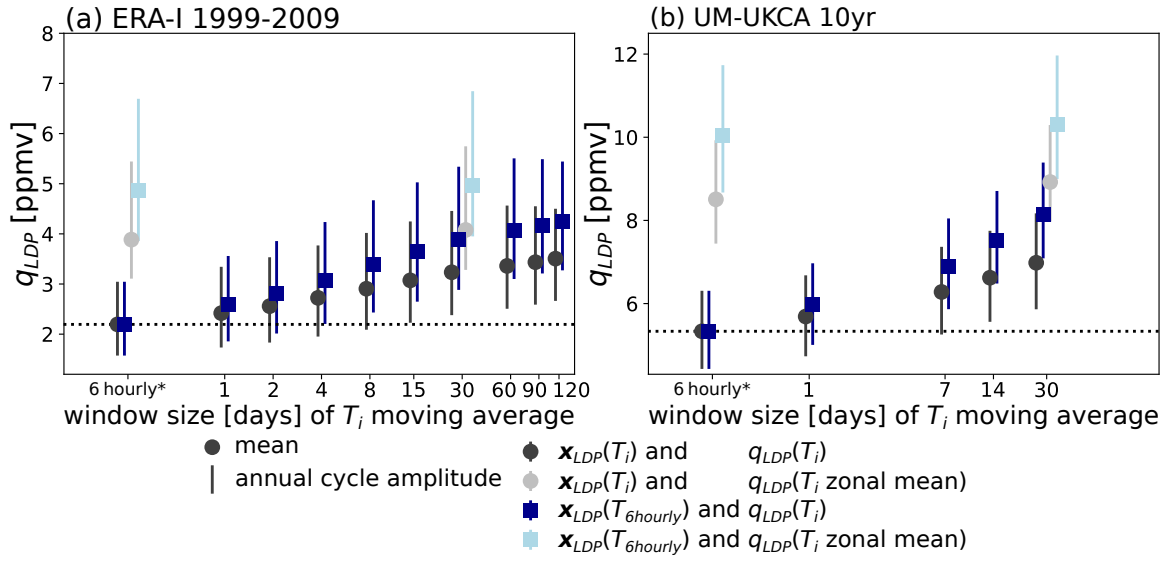 (a) ERA-I 1999-2009
(b) UM-UKCA 10yr
8
7
6
5
4
3
2
q_LDP [ppmv]
6 hourly* 1 2 4 8 15 30 60 90 120
window size [days] of T_i moving average
12
10
8
6
q_LDP [ppmv]
6 hourly* 1 7 14 30
window size [days] of T_i moving average
mean
annual cycle amplitude
x_LDP(T_i) and q_LDP(T_i)
x_LDP(T_i) and q_LDP(T_i zonal mean)
x_LDP(T_6hourly) and q_LDP(T_i)
x_LDP(T_6hourly) and q_LDP(T_i zonal mean)